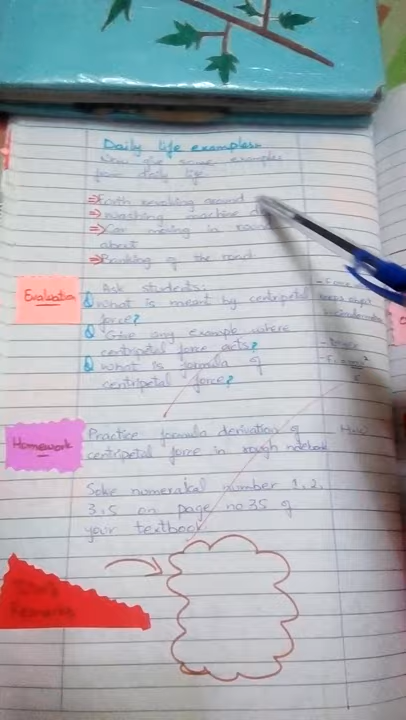 Daily life examples:-
Now give some examples
from daily life
⇒ Earth revolving around
⇒ Washing machine
⇒ Car moving in round
about
⇒ Banking of the road.
Evaluation
Ask students:
Q What is meant by centripetal
force?
Q Give any example where
centripetal force acts?
Q What is formula of
centripetal force?
Homework
Practice formula derivation of
centripetal force in rough notebook
Solve numerical number 1, 2,
3, 5 on page no 35 of
your textbook